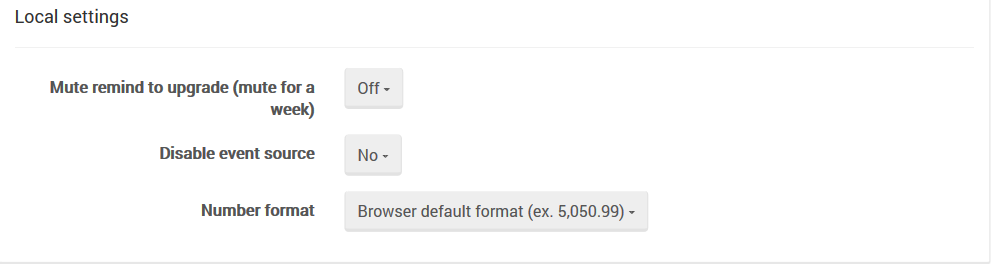 Local settings
Mute remind to upgrade (mute for a
week)
Off
Disable event source
No
Number format
Browser default format (ex. 5,050.99)